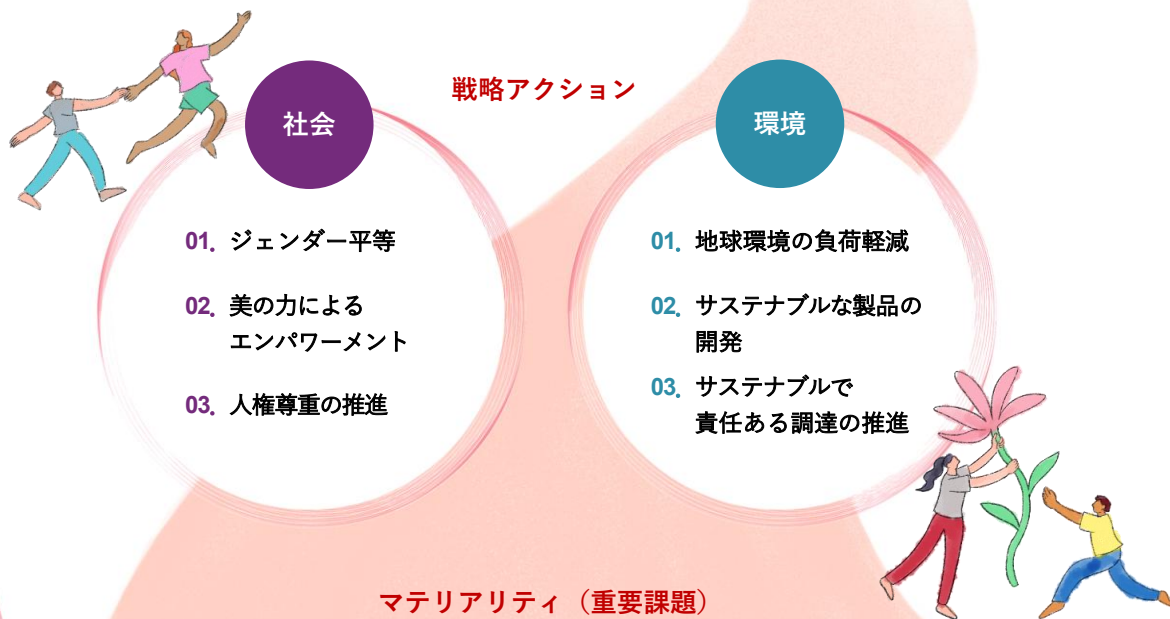 戦略アクション
社会
01. ジェンダー平等
02. 美の力による
エンパワーメント
03. 人権尊重の推進
環境
01. 地球環境の負荷軽減
02. サステナブルな製品の
開発
03. サステナブルで
責任ある調達の推進
マテリアリティ（重要課題）